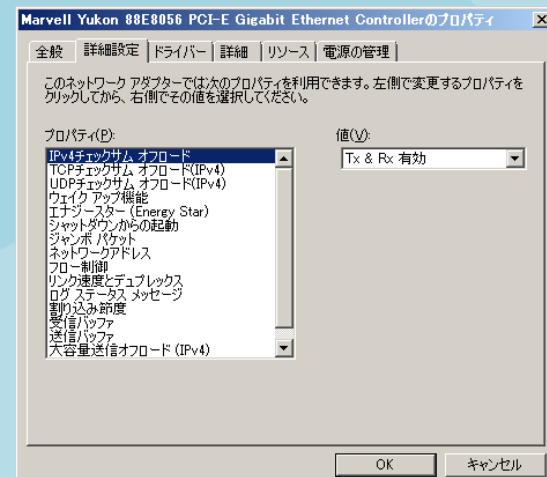 Marvell Yukon 88E8056 PCI-E Gigabit Ethernet Controllerのプロパティ
全般 詳細設定 ドライバー 詳細 リソース 電源の管理
このネットワーク アダプターでは次のプロパティを利用できます。左側で変更するプロパティを
クリックしてから、右側でその値を選択してください。
プロパティ(P): 値(V):
IPv4チェックサム オフロード Tx & Rx 有効
TCPチェックサム オフロード(IPv4)
UDPチェックサム オフロード(IPv4)
ウェイク アップ機能
エナジースター (Energy Star)
シャットダウンからの起動
ジャンボ パケット
ネットワークアドレス
フロー制御
リンク速度とデュプレックス
ログ ステータス メッセージ
割り込み節度
受信バッファ
送信バッファ
大容量送信オフロード (IPv4)
OK キャンセル